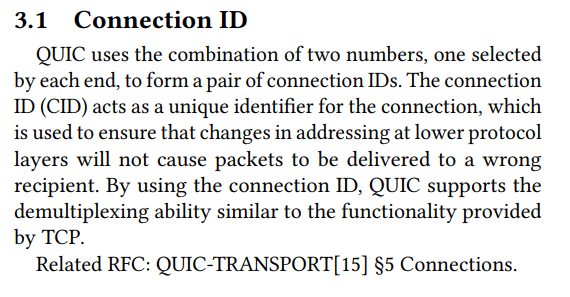 3.1 Connection ID
QUIC uses the combination of two numbers, one selected
by each end, to form a pair of connection IDs. The connection
ID (CID) acts as a unique identifier for the connection, which
is used to ensure that changes in addressing at lower protocol
layers will not cause packets to be delivered to a wrong
recipient. By using the connection ID, QUIC supports the
demultiplexing ability similar to the functionality provided
by TCP.
Related RFC: QUIC-TRANSPORT[15] §5 Connections.